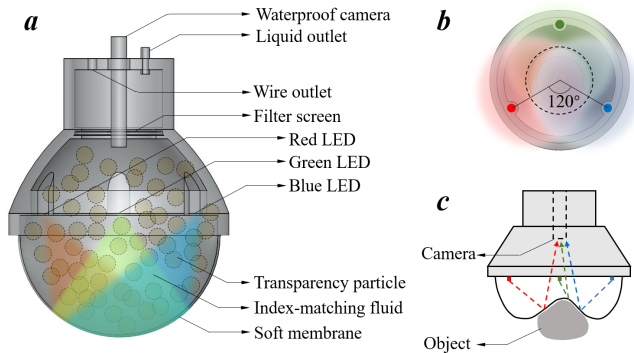 a
Waterproof camera
Liquid outlet
Wire outlet
Filter screen
Red LED
Green LED
Blue LED
Transparency particle
Index-matching fluid
Soft membrane
b
120°
c
Camera
Object